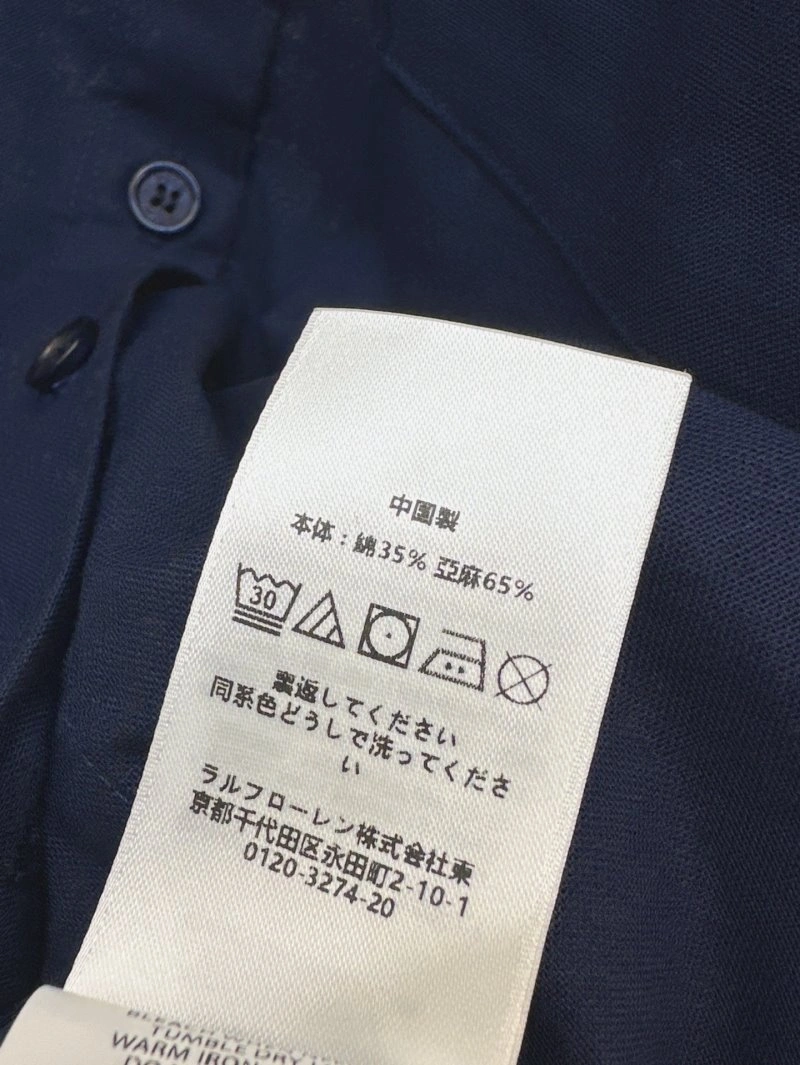 中国製
本体：綿35% 亞麻65%
30
裏返してください
同系色どうしで洗ってくださ
い
ラルフローレン株式会社東
京都千代田区永田町2-10-1
0120-3274-20
TUMBLE DRY
WARM IRON